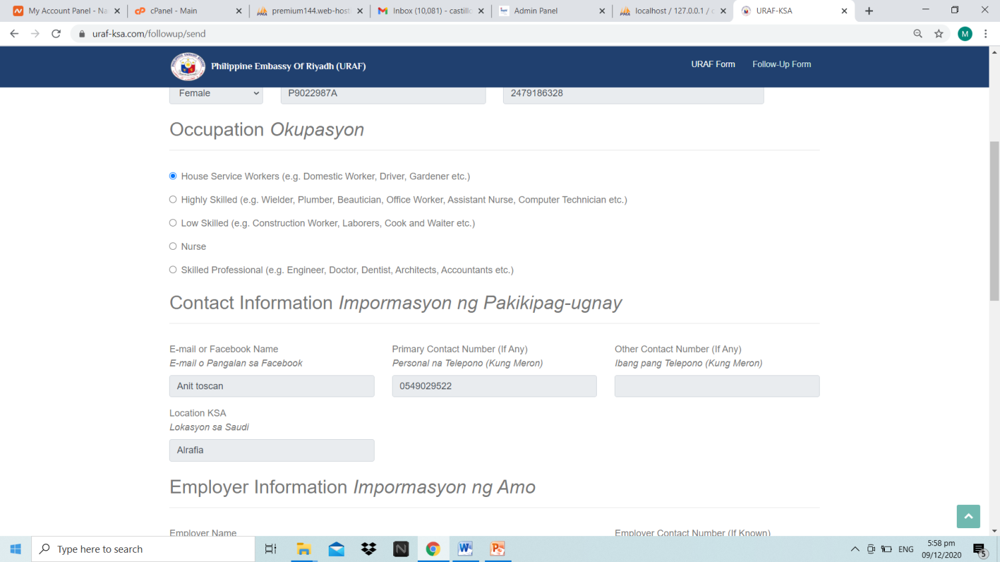 My Account Panel - Na
cPanel - Main
premium144.web-hosti
Inbox (10,081) - castillo
Admin Panel
localhost / 127.0.0.1 / c
URAF-KSA
uraf-ksa.com/followup/send
M
Philippine Embassy Of Riyadh (URAF)
URAF Form
Follow-Up Form
Female
P9022987A
2479186328
Occupation Okupasyon
House Service Workers (e.g. Domestic Worker, Driver, Gardener etc.)
Highly Skilled (e.g. Wielder, Plumber, Beautician, Office Worker, Assistant Nurse, Computer Technician etc.)
Low Skilled (e.g. Construction Worker, Laborers, Cook and Waiter etc.)
Nurse
Skilled Professional (e.g. Engineer, Doctor, Dentist, Architects, Accountants etc.)
Contact Information Impormasyon ng Pakikipag-ugnay
E-mail or Facebook Name
E-mail o Pangalan sa Facebook
Anit toscan
Primary Contact Number (If Any)
Personal na Telepono (Kung Meron)
0549029522
Other Contact Number (If Any)
Ibang pang Telepono (Kung Meron)
Location KSA
Lokasyon sa Saudi
Alrafia
Employer Information Impormasyon ng Amo
Employer Name
Employer Contact Number (If Known)
Type here to search
ENG
5:58 pm
09/12/2020
5